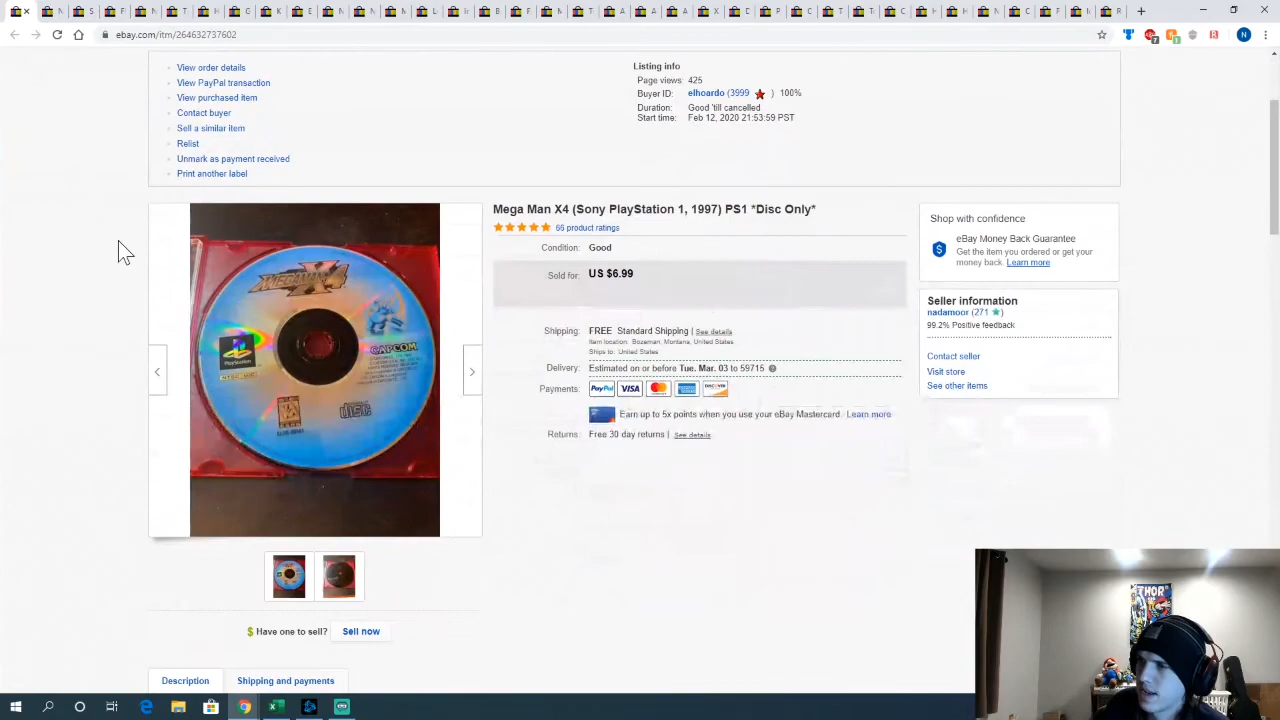 ebay.com/itm/264632737602
View order details
View PayPal transaction
View purchased item
Contact buyer
Sell a similar item
Relist
Unmark as payment received
Print another label
Listing info
Page views: 425
Buyer ID: elhoardo (3999 ) 100%
Duration: Good 'till cancelled
Start time: Feb 12, 2020 21:53:59 PST
Mega Man X4 (Sony PlayStation 1, 1997) PS1 *Disc Only*
66 product ratings
Condition: Good
Sold for: US $6.99
Shipping: FREE Standard Shipping | See details
Item location: Bozeman, Montana, United States
Ships to: United States
Delivery: Estimated on or before Tue. Mar. 03 to 59715
Payments: PayPal VISA
Earn up to 5x points when you use your eBay Mastercard Learn more
Returns: Free 30 day returns | See details
Shop with confidence
eBay Money Back Guarantee
Get the item you ordered or get your
money back. Learn more
Seller information
nadamoor (271 )
99.2% Positive feedback
Contact seller
Visit store
See other items
MEGAMAN X4
PlayStation
CAPCOM
Have one to sell? Sell now
Description
Shipping and payments
THOR